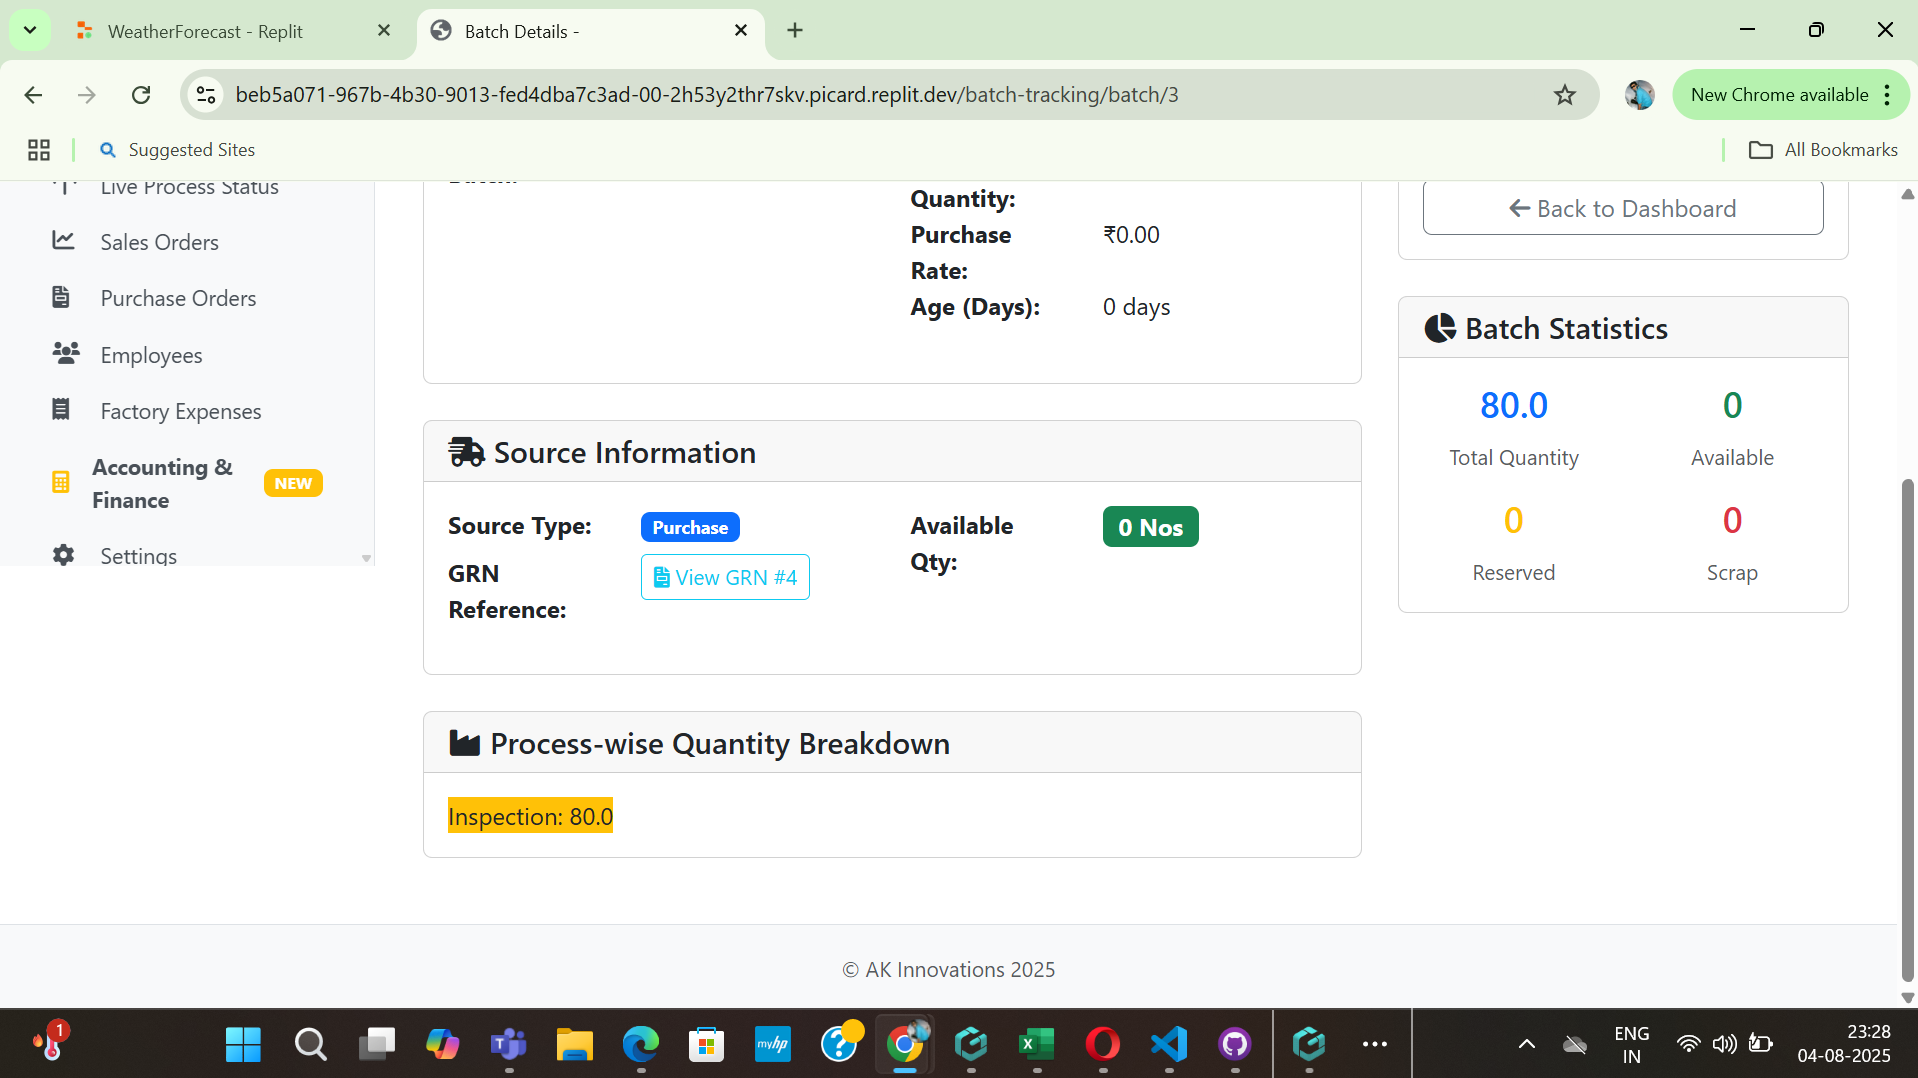 WeatherForecast - Replit
Batch Details -
beb5a071-967b-4b30-9013-fed4dba7c3ad-00-2h53y2thr7skv.picard.replit.dev/batch-tracking/batch/3
New Chrome available
Suggested Sites
All Bookmarks
Live Process Status
Sales Orders
Purchase Orders
Employees
Factory Expenses
Accounting &
Finance
NEW
Settings
Quantity:
Purchase
Rate:
₹0.00
Age (Days):
0 days
Back to Dashboard
Source Information
Source Type:
Purchase
Available
Qty:
0 Nos
GRN
Reference:
View GRN #4
Process-wise Quantity Breakdown
Inspection: 80.0
Batch Statistics
80.0
0
Total Quantity
Available
0
0
Reserved
Scrap
© AK Innovations 2025
1
T
myhp
?
X
ENG
IN
23:28
04-08-2025